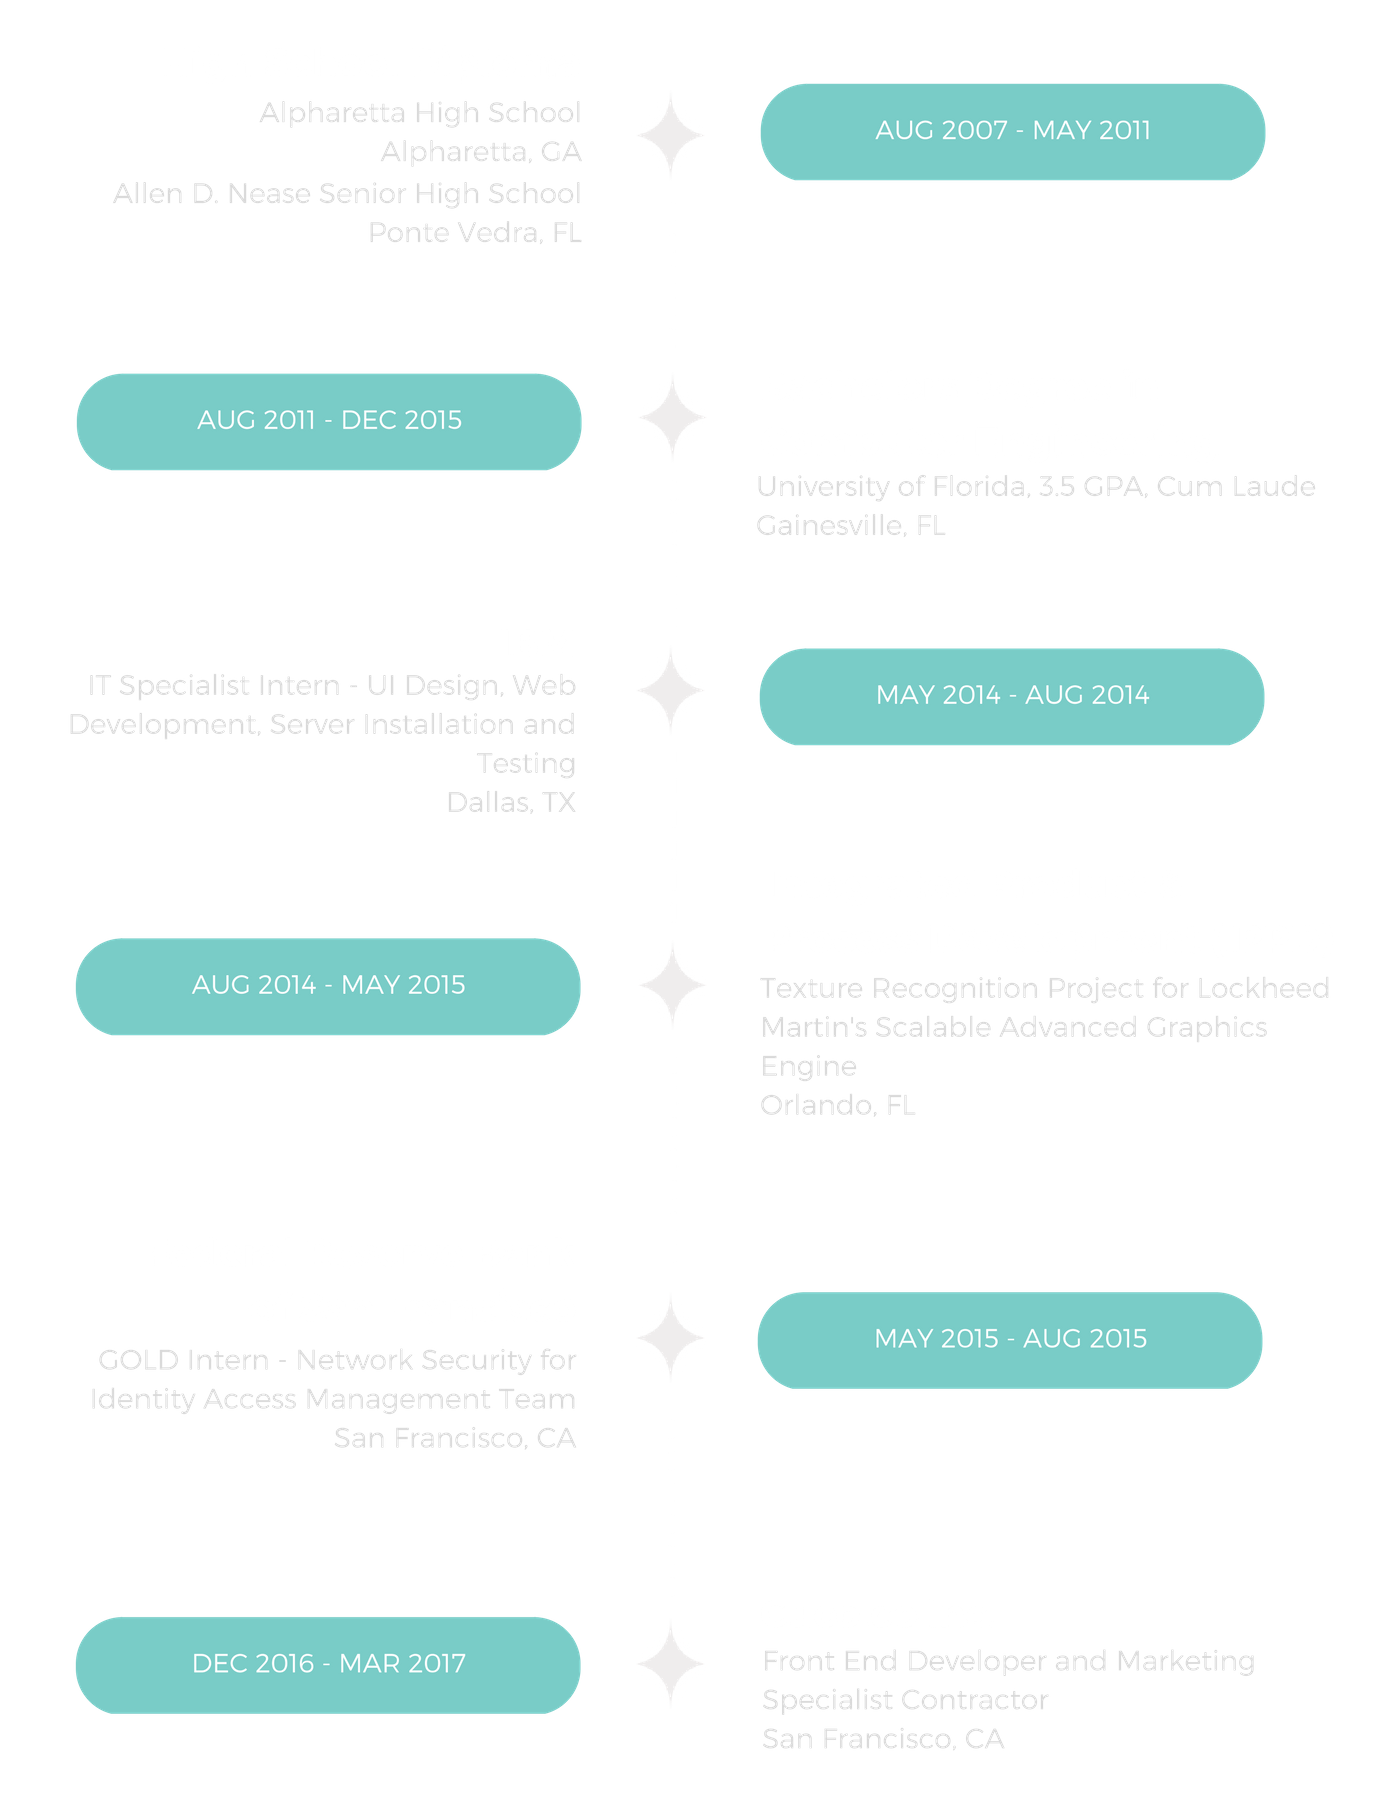 Alpharetta High School
Alpharetta, GA
Allen D. Nease Senior High School
Ponte Vedra, FL
AUG 2007 - MAY 2011
AUG 2011 - DEC 2015
University of Florida, 3.5 GPA, Cum Laude
Gainesville, FL
IT Specialist Intern - UI Design, Web
Development, Server Installation and
Testing
Dallas, TX
MAY 2014 - AUG 2014
AUG 2014 - MAY 2015
Texture Recognition Project for Lockheed
Martin's Scalable Advanced Graphics
Engine
Orlando, FL
MAY 2015 - AUG 2015
GOLD Intern - Network Security for
Identity Access Management Team
San Francisco, CA
DEC 2016 - MAR 2017
Front End Developer and Marketing
Specialist Contractor
San Francisco, CA